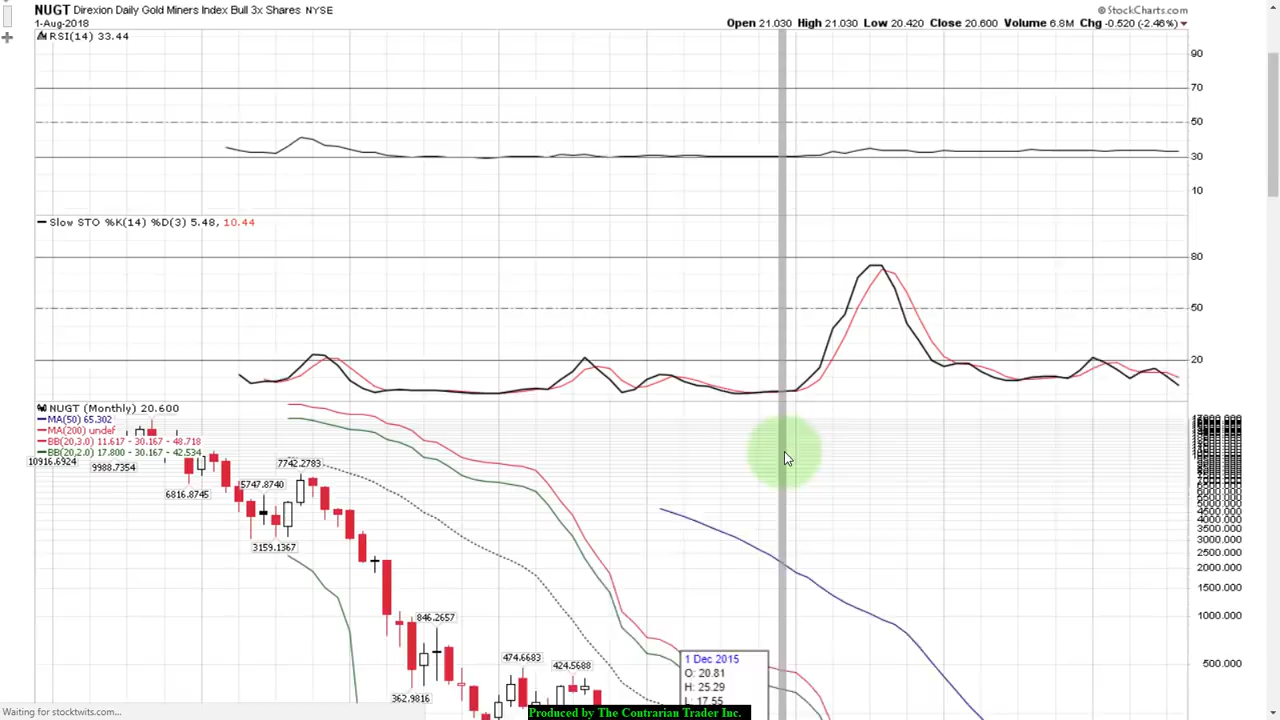 NUGT Direxion Daily Gold Miners Index Bull 3x Shares NYSE
© StockCharts.com
1-Aug-2018
Open 21.030 High 21.030 Low 20.420 Close 20.600 Volume 6.8M Chg -0.520 (-2.46%)
RSI(14) 33.44
90
70
50
30
10
Slow STO %K(14) %D(3) 5.48, 10.44
80
50
20
NUGT (Monthly) 20.600
MA(50) 65.302
MA(200) undef
BB(20,3.0) 11.617 - 30.167 - 48.718
BB(20,2.0) 17.800 - 30.167 - 42.534
10916.6924
9988.7354
7742.2783
6816.8745
5747.8740
3159.1367
4500.000
4000.000
3500.000
3000.000
2500.000
2000.000
1500.000
1000.000
500.000
846.2657
474.6683
424.5688
362.9816
1 Dec 2015
O: 20.81
H: 25.29
L: 17.55
Waiting for stocktwits.com...
Produced by The Contrarian Trader Inc.